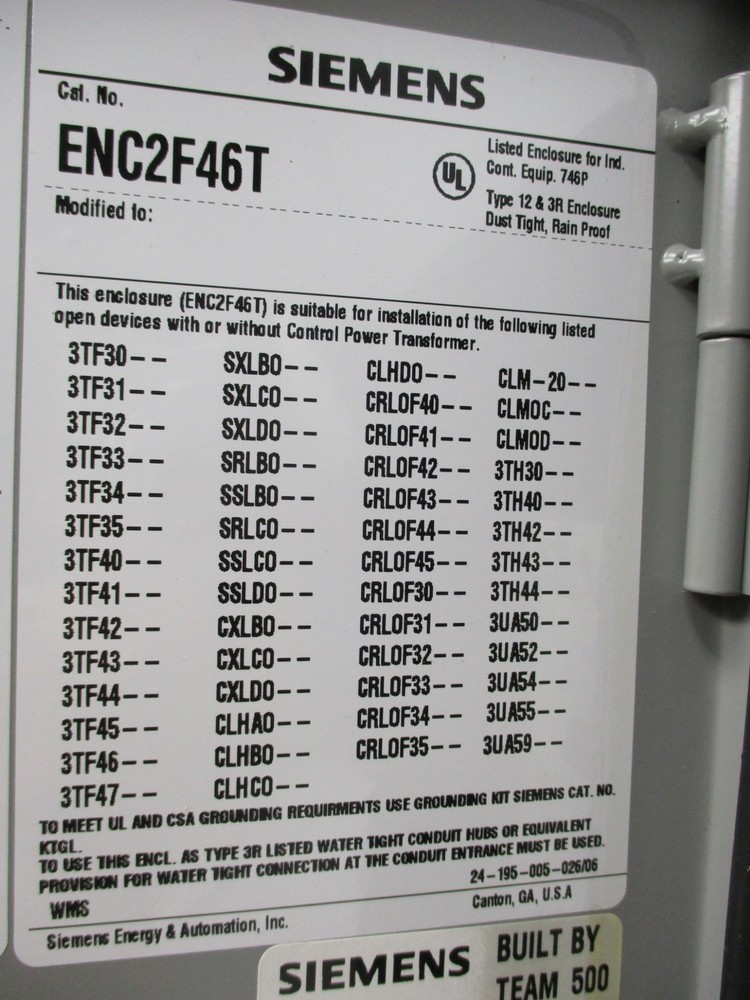 SIEMENS
Cat. No.
ENC2F46T
UL
Listed Enclosure for Ind.
Cont. Equip. 746P
Type 12 & 3R Enclosure
Dust Tight, Rain Proof
Modified to:
This enclosure (ENC2F46T) is suitable for installation of the following listed
open devices with or without Control Power Transformer.
3TF30-- SXLBO-- CLHDO-- CLM-20--
3TF31-- SXLCO-- CRLOF40-- CLMOC--
3TF32-- SXLDO-- CRLOF41-- CLMOD--
3TF33-- SRLBO-- CRLOF42-- 3TH30--
3TF34-- SSLBO-- CRLOF43-- 3TH40--
3TF35-- SRLCO-- CRLOF44-- 3TH42--
3TF40-- SSLCO-- CRLOF45-- 3TH43--
3TF41-- SSLDO-- CRLOF30-- 3TH44--
3TF42-- CXLBO-- CRLOF31-- 3UA50--
3TF43-- CXLCO-- CRLOF32-- 3UA52--
3TF44-- CXLDO-- CRLOF33-- 3UA54--
3TF45-- CLHAO-- CRLOF34-- 3UA55--
3TF46-- CLHBO-- CRLOF35-- 3UA59--
3TF47-- CLHCO--
TO MEET UL AND CSA GROUNDING REQUIRMENTS USE GROUNDING KIT SIEMENS CAT. NO.
KTGL.
TO USE THIS ENCL. AS TYPE 3R LISTED WATER TIGHT CONDUIT HUBS OR EQUIVALENT
PROVISION FOR WATER TIGHT CONNECTION AT THE CONDUIT ENTRANCE MUST BE USED.
24-195-005-026/06
WMS
Canton, GA, U.S.A
Siemens Energy & Automation, Inc.
SIEMENS
BUILT BY
TEAM 500